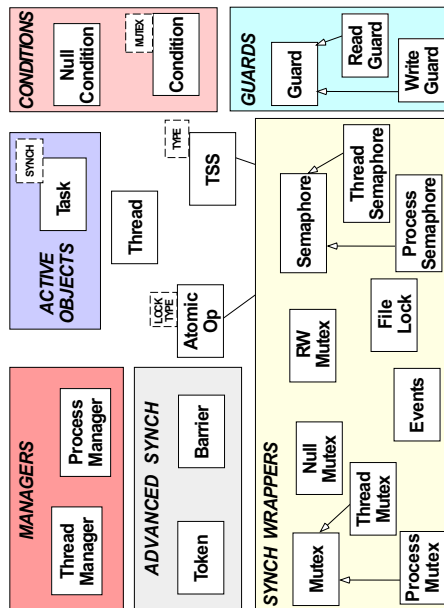 MANAGERS
Thread
Manager
Process
Manager
ACTIVE
OBJECTS
SYNCH
Task
CONDITIONS
Null
Condition
MUTEX
Condition
ADVANCED SYNCH
Token
Barrier
Thread
LOCK
TYPE
Atomic
Op
TYPE
TSS
SYNCH WRAPPERS
Mutex
Null
Mutex
RW
Mutex
Semaphore
Thread
Mutex
File
Lock
Thread
Semaphore
Process
Mutex
Events
Process
Semaphore
GUARDS
Guard
Read
Guard
Write
Guard